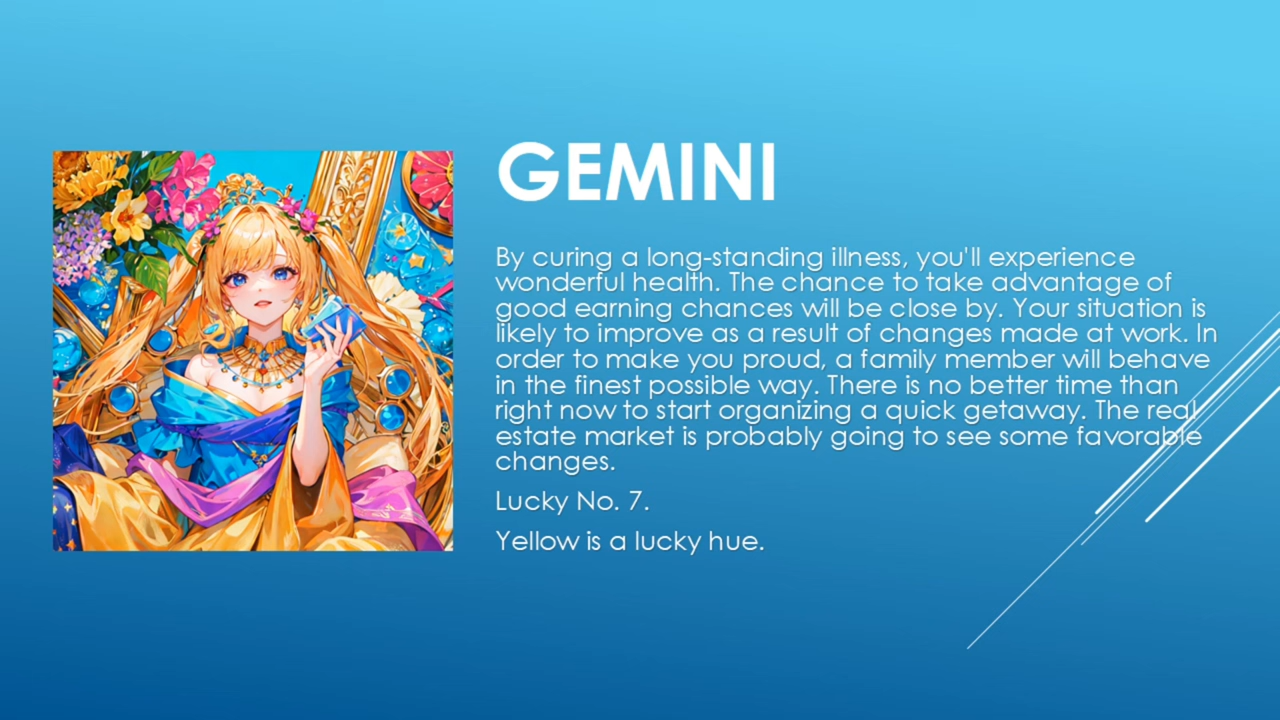 GEMINI
By curing a long-standing illness, you'll experience
wonderful health. The chance to take advantage of
good earning chances will be close by. Your situation is
likely to improve as a result of changes made at work. In
order to make you proud, a family member will behave
in the finest possible way. There is no better time than
right now to start organizing a quick getaway. The real
estate market is probably going to see some favorable
changes.
Lucky No. 7.
Yellow is a lucky hue.